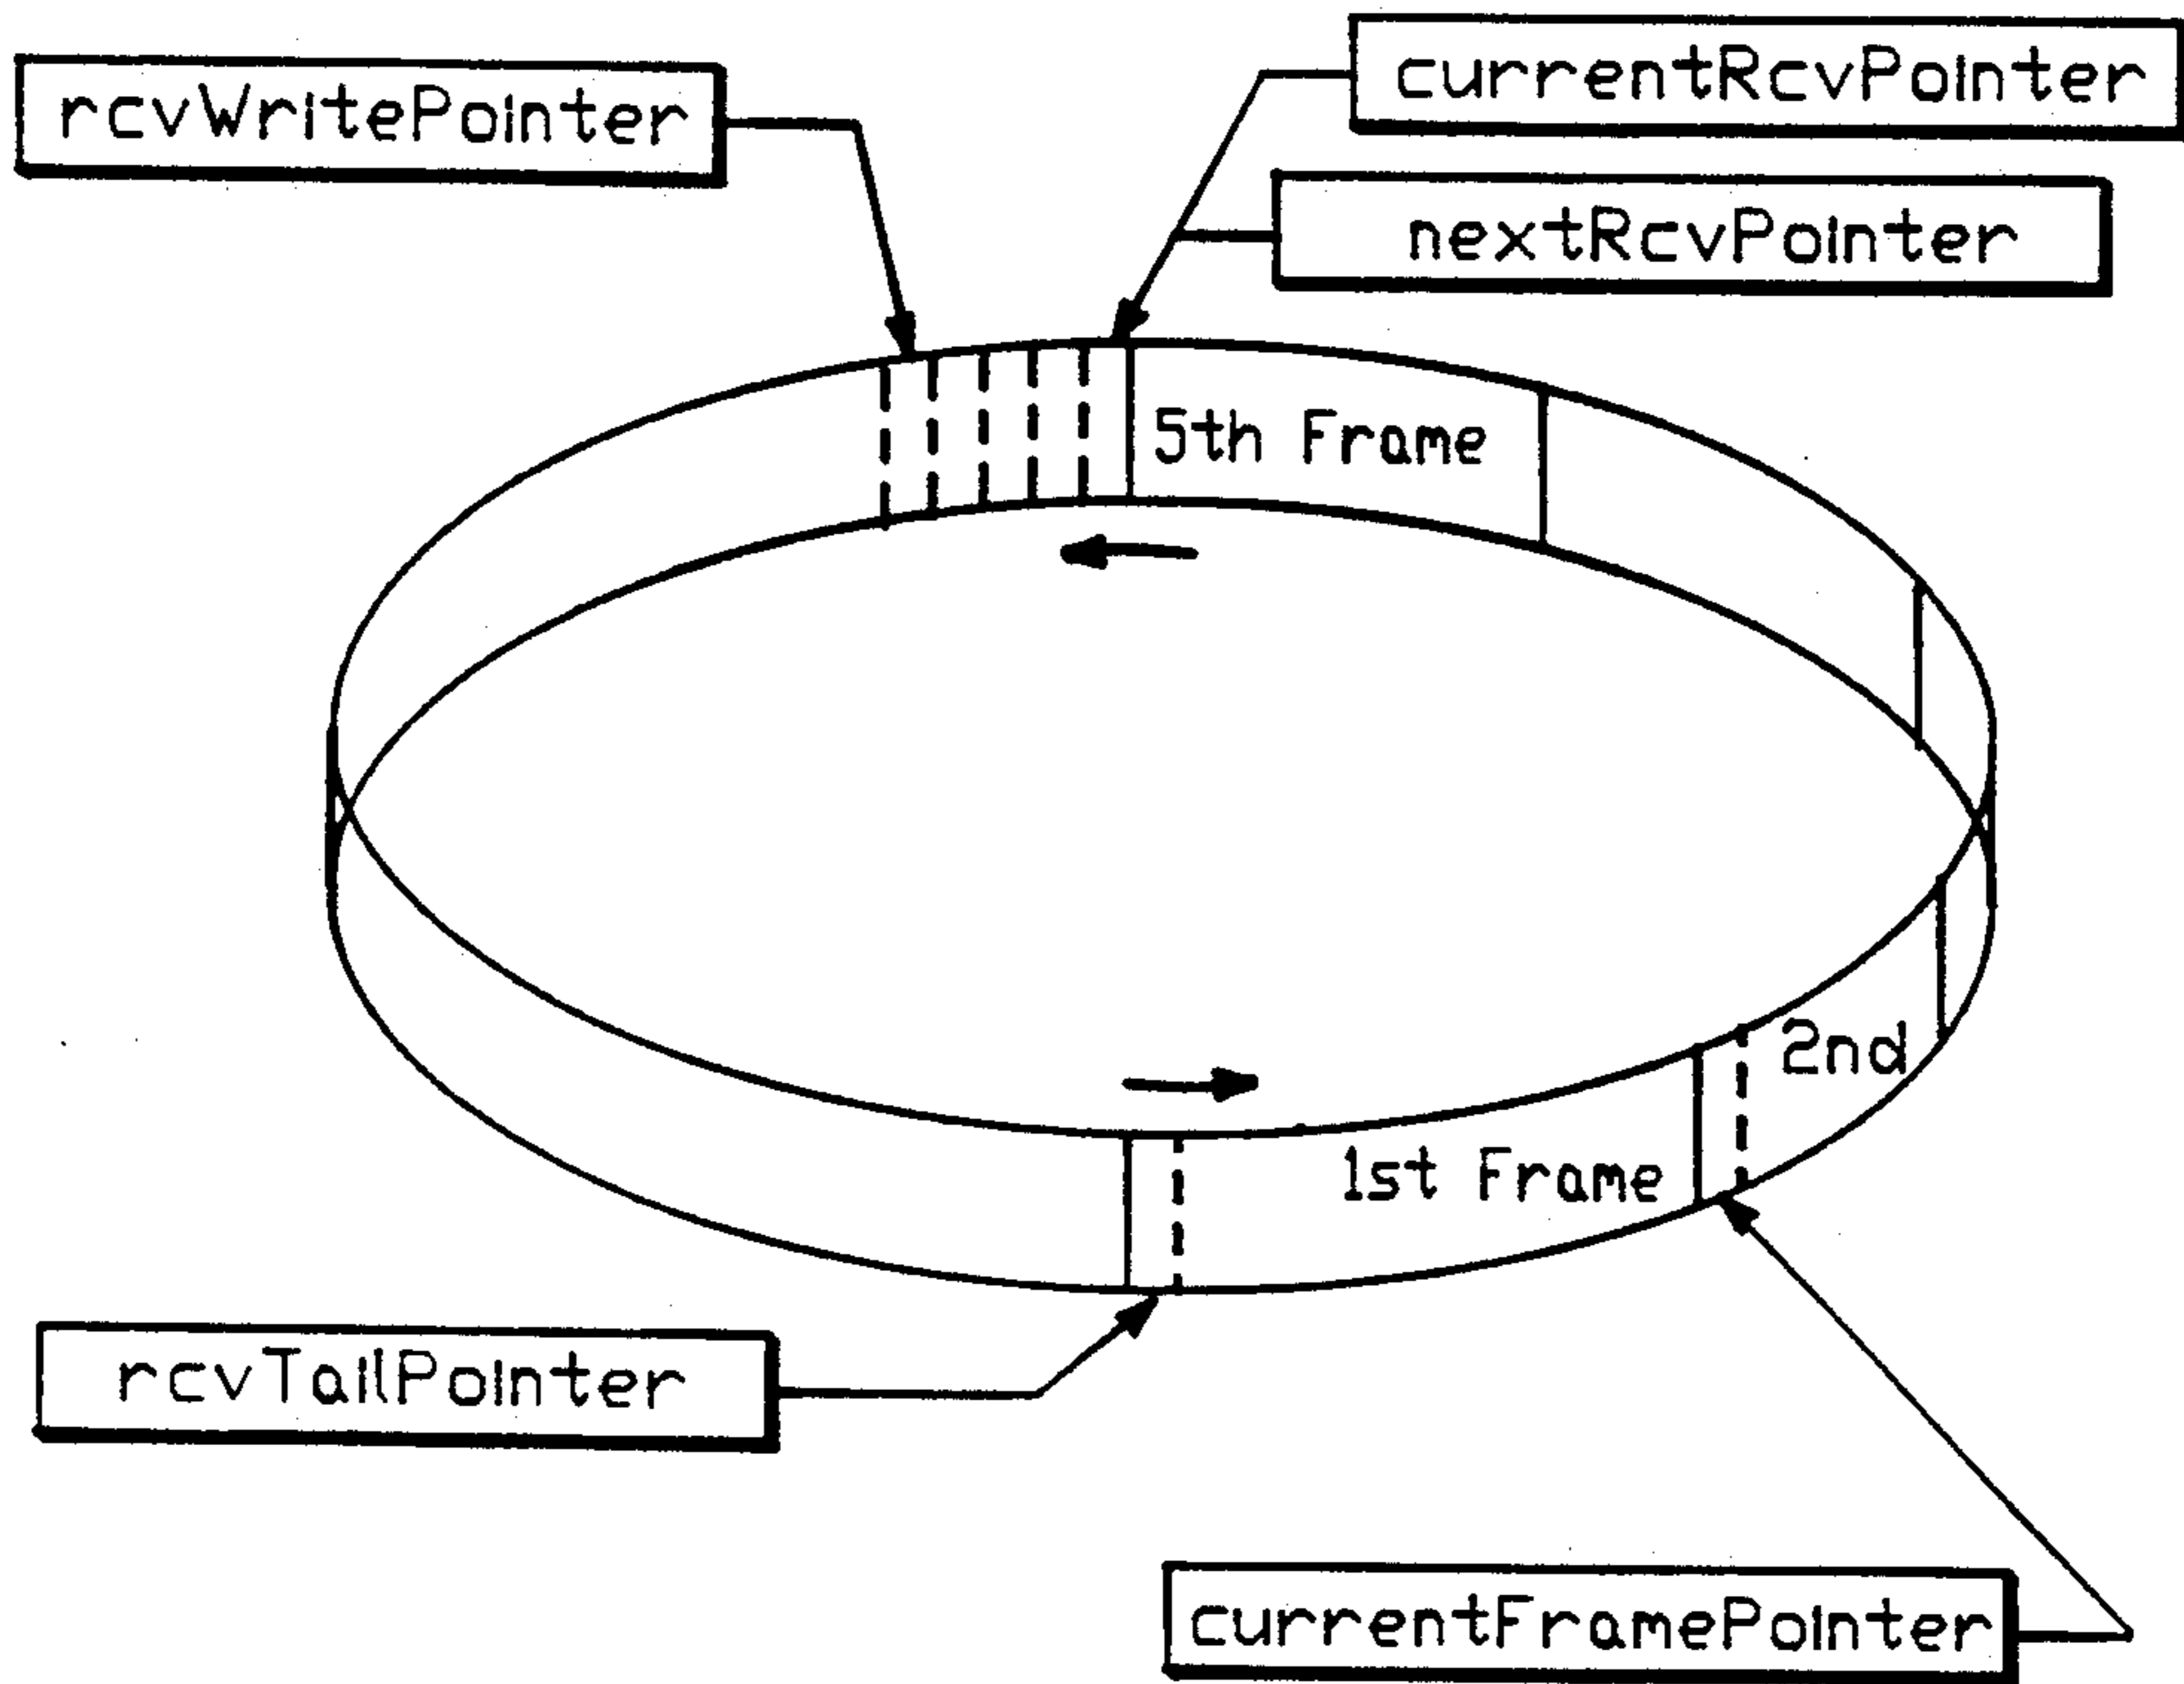 rcvWritePointer
currentRcvPointer
nextRcvPointer
5th Frame
2nd
1st Frame
rcvTailPointer
currentFramePointer